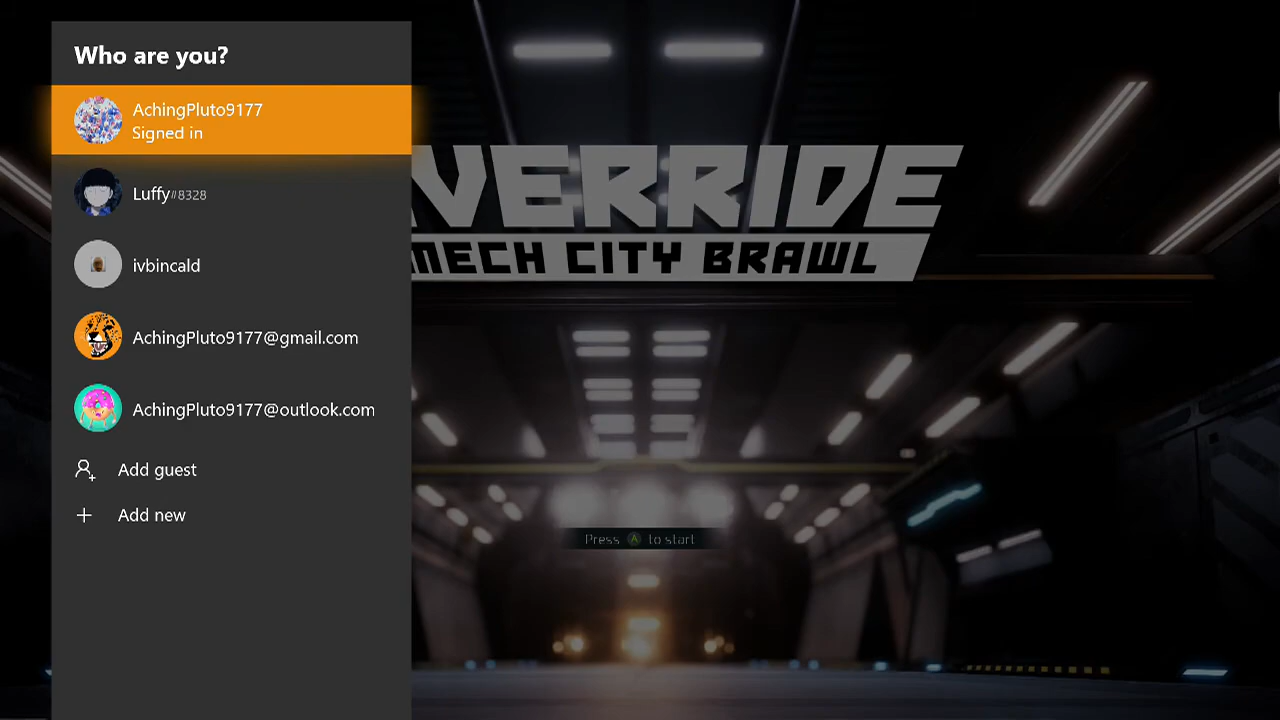 Who are you?
AchingPluto9177
Signed in
Luffy#8328
ivbincald
AchingPluto9177@gmail.com
AchingPluto9177@outlook.com
Add guest
Add new
VERRIDE
MECH CITY BRAWL
Press A to start